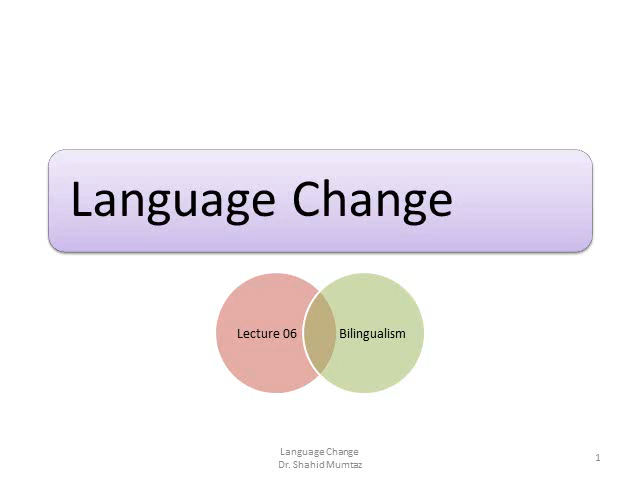 Language Change
Lecture 06
Bilingualism
Language Change
Dr. Shahid Mumtaz
1